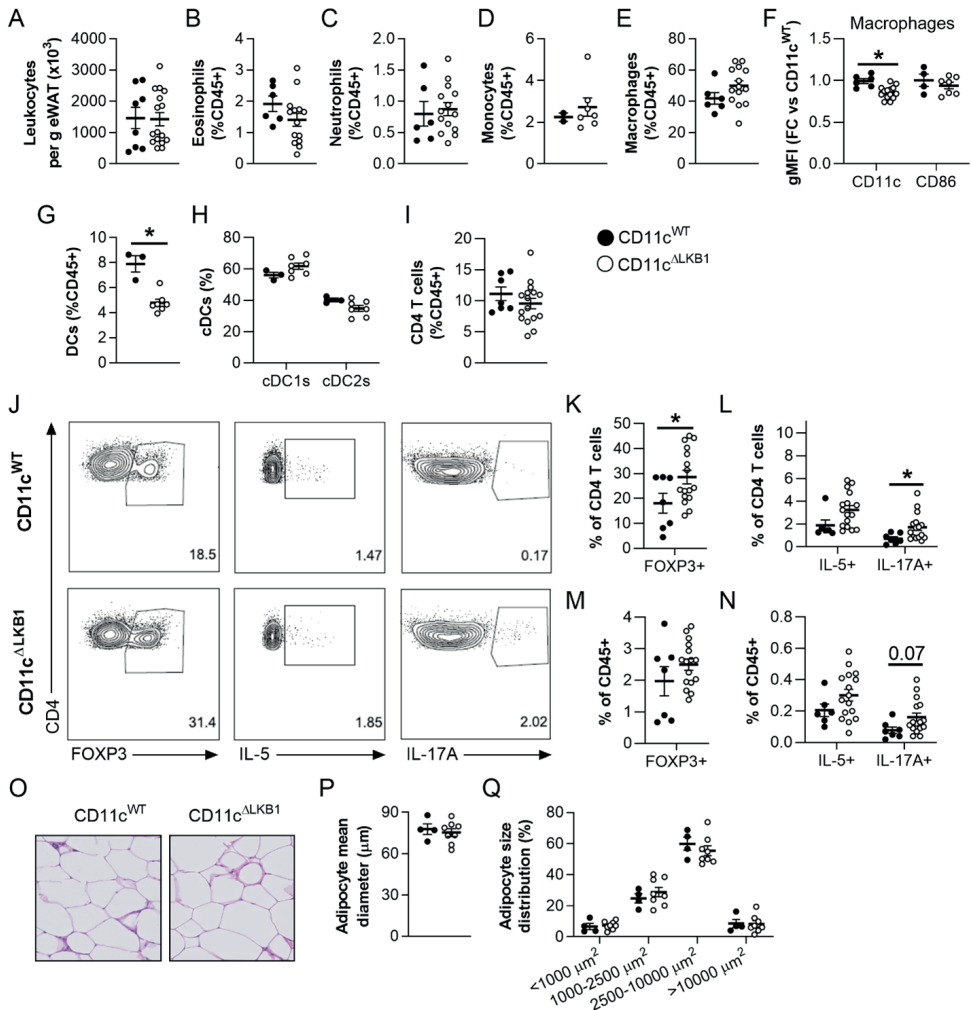 A
Leukocytes
per g eWAT (x10³)
4000
3000
2000
1000
0
B
Eosinophils
(%CD45+)
4
3
2
1
0
C
Neutrophils
(%CD45+)
2.0
1.5
1.0
0.5
0.0
D
Monocytes
(%CD45+)
6
4
2
0
E
Macrophages
(%CD45+)
80
60
40
20
0
F
Macrophages
gMFI (FC vs CD11cᵂᵀ)
1.5
1.0
0.5
0.0
*
CD11c CD86
G
DCs (%CD45+)
10
8
6
4
2
0
*
H
cDCs (%)
80
60
40
20
0
cDC1s cDC2s
I
CD4 T cells
(%CD45+)
20
15
10
5
0
CD11cᵂᵀ
CD11c^ΔLKB1
J
CD11cᵂᵀ
18.5
1.47
0.17
CD11c^ΔLKB1
31.4
1.85
2.02
CD4
FOXP3 IL-5 IL-17A
K
% of CD4 T cells
50
40
30
20
10
0
*
FOXP3+
L
% of CD4 T cells
10
8
6
4
2
0
*
IL-5+ IL-17A+
M
% of CD45+
4
3
2
1
0
FOXP3+
N
% of CD45+
0.8
0.6
0.4
0.2
0.0
0.07
IL-5+ IL-17A+
O
CD11cᵂᵀ CD11c^ΔLKB1
P
Adipocyte mean
diameter (μm)
90
60
30
0
Q
Adipocyte size
distribution (%)
80
60
40
20
0
<1000 μm²
1000-2500 μm²
2500-10000 μm²
>10000 μm²